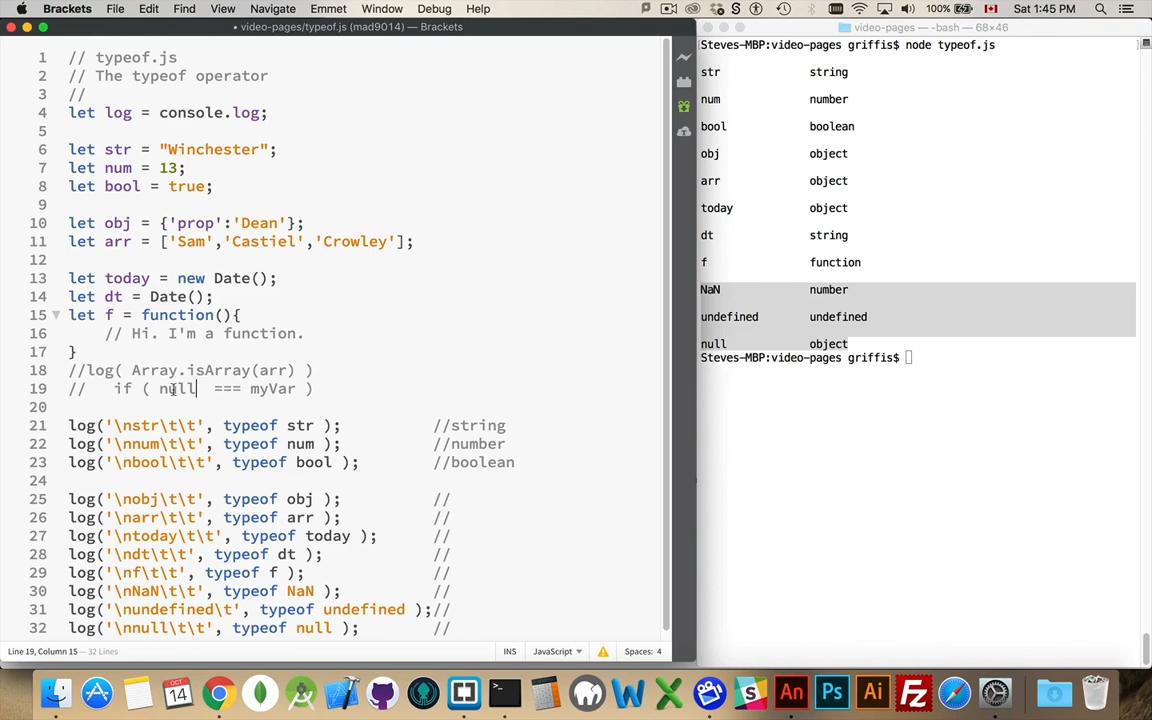 Brackets File Edit Find View Navigate Emmet Window Debug Help 100% Sat 1:45 PM
• video-pages/typeof.js (mad9014) — Brackets
video-pages — -bash — 68×46
1 // typeof.js
2 // The typeof operator
3 //
4 let log = console.log;
5
6 let str = "Winchester";
7 let num = 13;
8 let bool = true;
9
10 let obj = {'prop':'Dean'};
11 let arr = ['Sam','Castiel','Crowley'];
12
13 let today = new Date();
14 let dt = Date();
15 let f = function(){
16 // Hi. I'm a function.
17 }
18 //log( Array.isArray(arr) )
19 // if ( null === myVar )
20
21 log('\nstr\t\t', typeof str ); //string
22 log('\nnum\t\t', typeof num ); //number
23 log('\nbool\t\t', typeof bool ); //boolean
24
25 log('\nobj\t\t', typeof obj ); //
26 log('\narr\t\t', typeof arr ); //
27 log('\ntoday\t\t', typeof today ); //
28 log('\ndt\t\t', typeof dt ); //
29 log('\nf\t\t', typeof f ); //
30 log('\nNaN\t\t', typeof NaN ); //
31 log('\nundefined\t', typeof undefined );//
32 log('\nnull\t\t', typeof null ); //
Line 19, Column 15 — 32 Lines INS JavaScript Spaces: 4
[Steves-MBP:video-pages griffis$ node typeof.js ]
str string
num number
bool boolean
obj object
arr object
today object
dt string
f function
NaN number
undefined undefined
null object
Steves-MBP:video-pages griffis$
OCT
14
An Ps Ai FZ